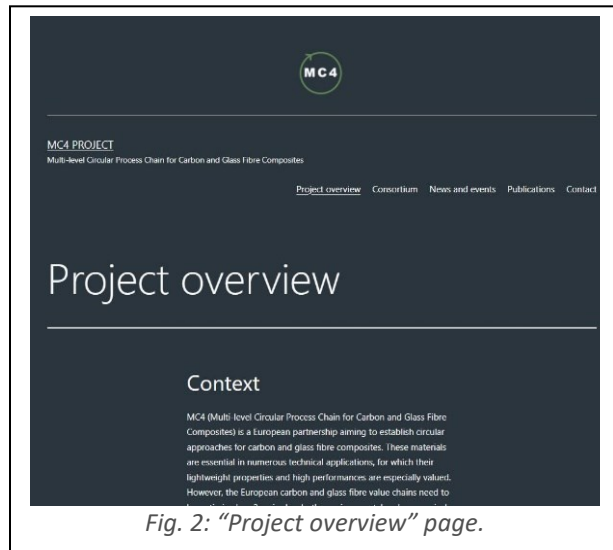 MC4
MC4 PROJECT
Multi-level Circular Process Chain for Carbon and Glass Fibre Composites
Project overview Consortium News and events Publications Contact
Project overview
Context
MC4 (Multi-level Circular Process Chain for Carbon and Glass Fibre
Composites) is a European partnership aiming to establish circular
approaches for carbon and glass fibre composites. These materials
are essential in numerous technical applications, for which their
lightweight properties and high performances are especially valued.
However, the European carbon and glass fibre value chains need to
Fig. 2: “Project overview” page.